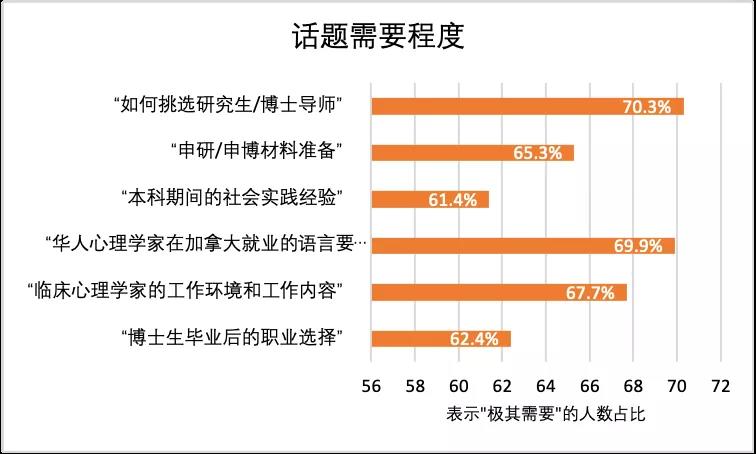 话题需要程度
“如何挑选研究生/博士导师”
70.3%
“申研/申博材料准备”
65.3%
“本科期间的社会实践经验”
61.4%
“华人心理学家在加拿大就业的语言要…
69.9%
“临床心理学家的工作环境和工作内容”
67.7%
“博士生毕业后的职业选择”
62.4%
56 58 60 62 64 66 68 70 72
表示"极其需要"的人数占比